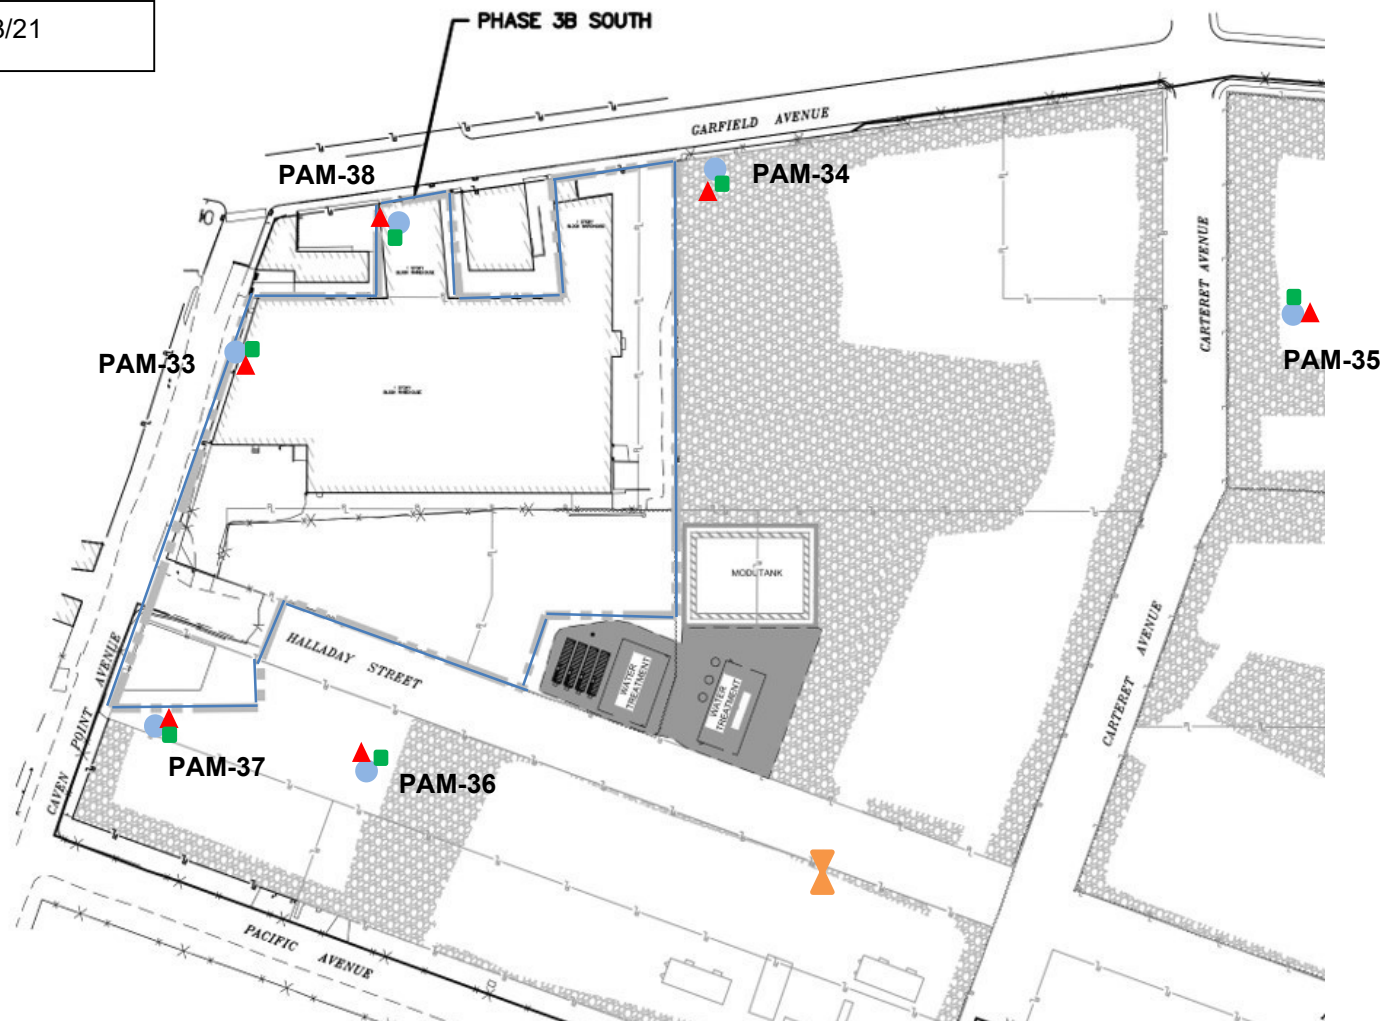 3/21
PHASE 3B SOUTH
GARFIELD AVENUE
PAM-38
PAM-34
CARTERET AVENUE
PAM-33
PAM-35
MODUTANK
HALLADAY STREET
WATER
TREATMENT
WATER
TREATMENT
CARTERET AVENUE
CAVEN POINT AVENUE
PAM-37
PAM-36
PACIFIC
AVENUE